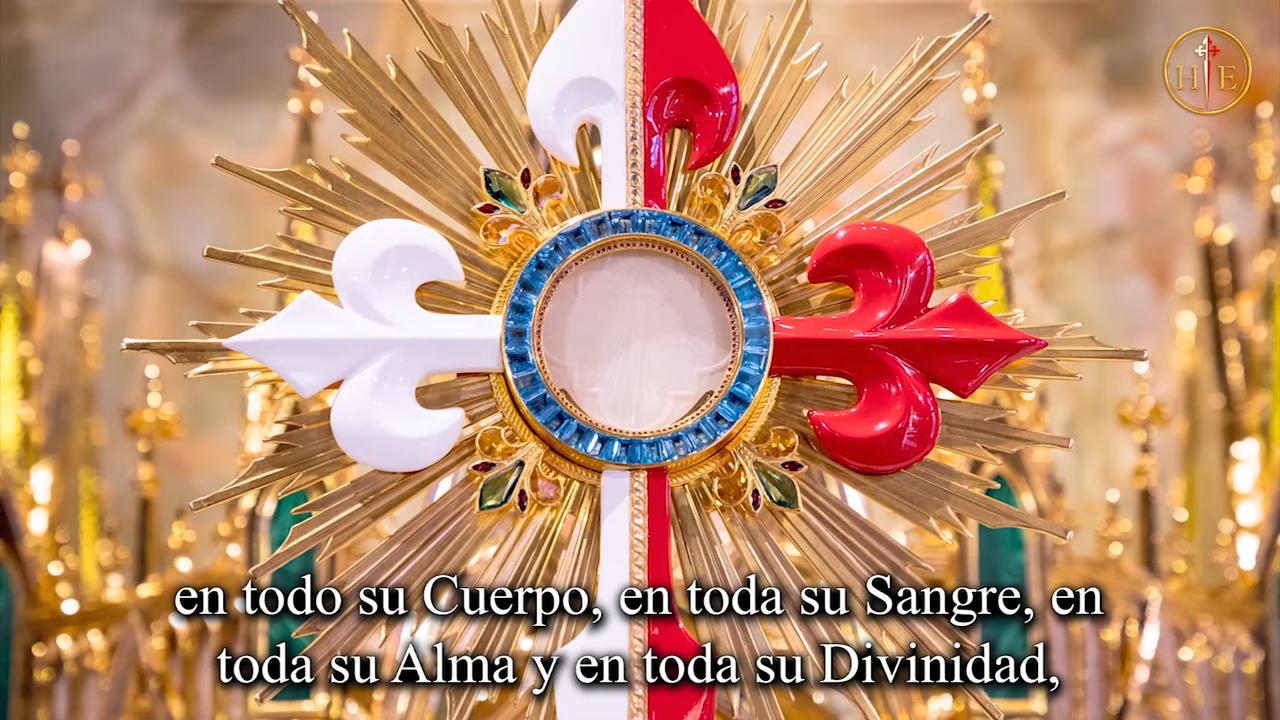 H E
en todo su Cuerpo, en toda su Sangre, en
toda su Alma y en toda su Divinidad,